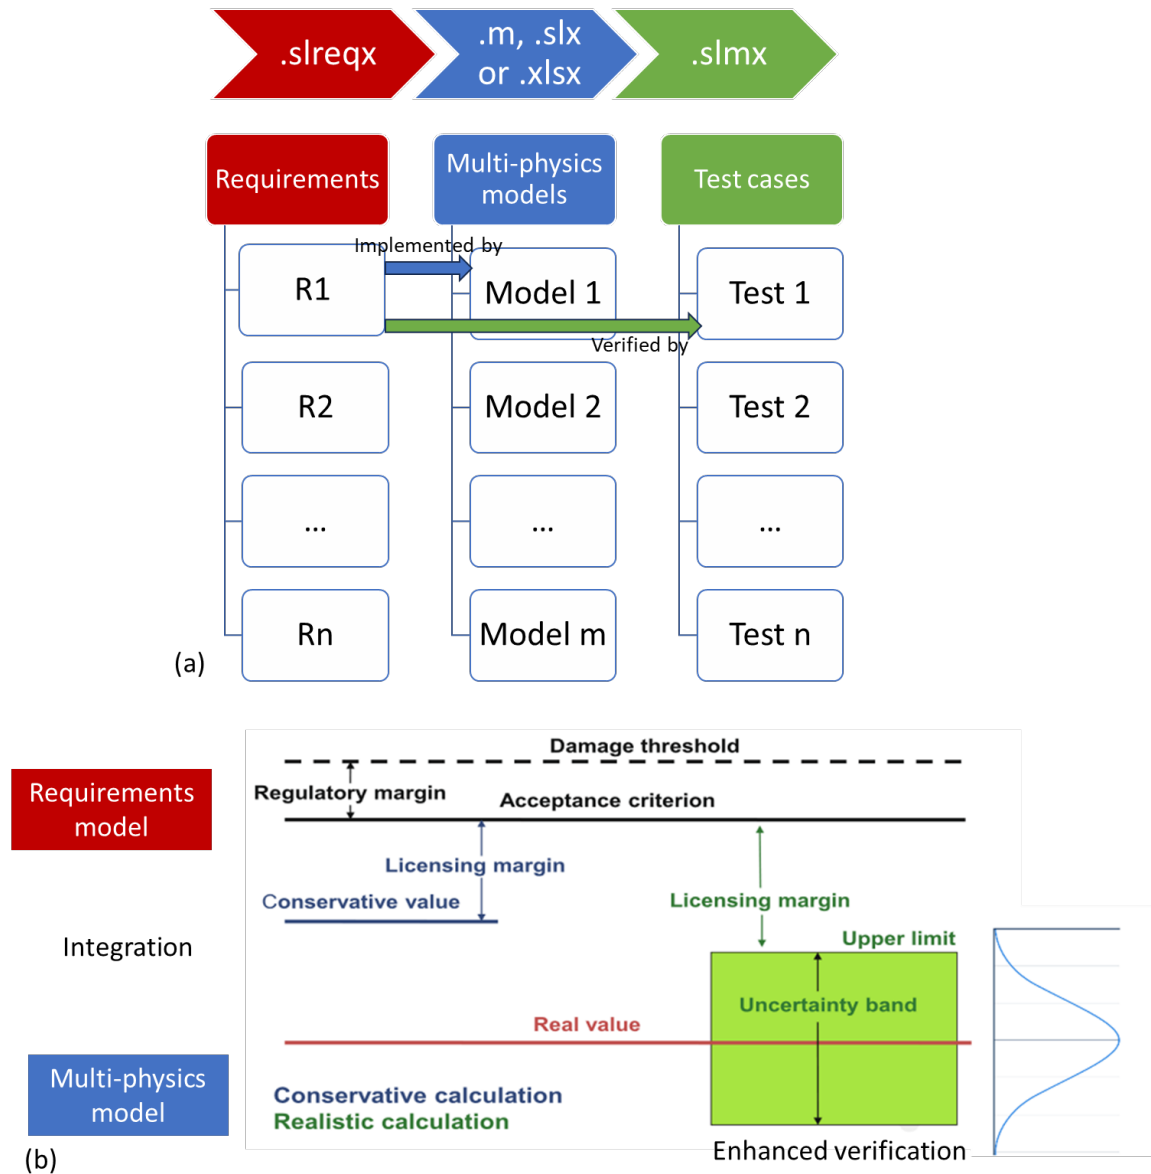 .slreqx
.m, .slx
or .xlsx
.slmx
Requirements
Multi-physics
models
Test cases
Implemented by
R1
Model 1
Test 1
Verified by
R2
Model 2
Test 2
...
...
...
Rn
Model m
Test n
(a)
Damage threshold
Requirements
model
Regulatory margin
Acceptance criterion
Licensing margin
Conservative value
Licensing margin
Integration
Upper limit
Uncertainty band
Real value
Multi-physics
model
Conservative calculation
Realistic calculation
Enhanced verification
(b)